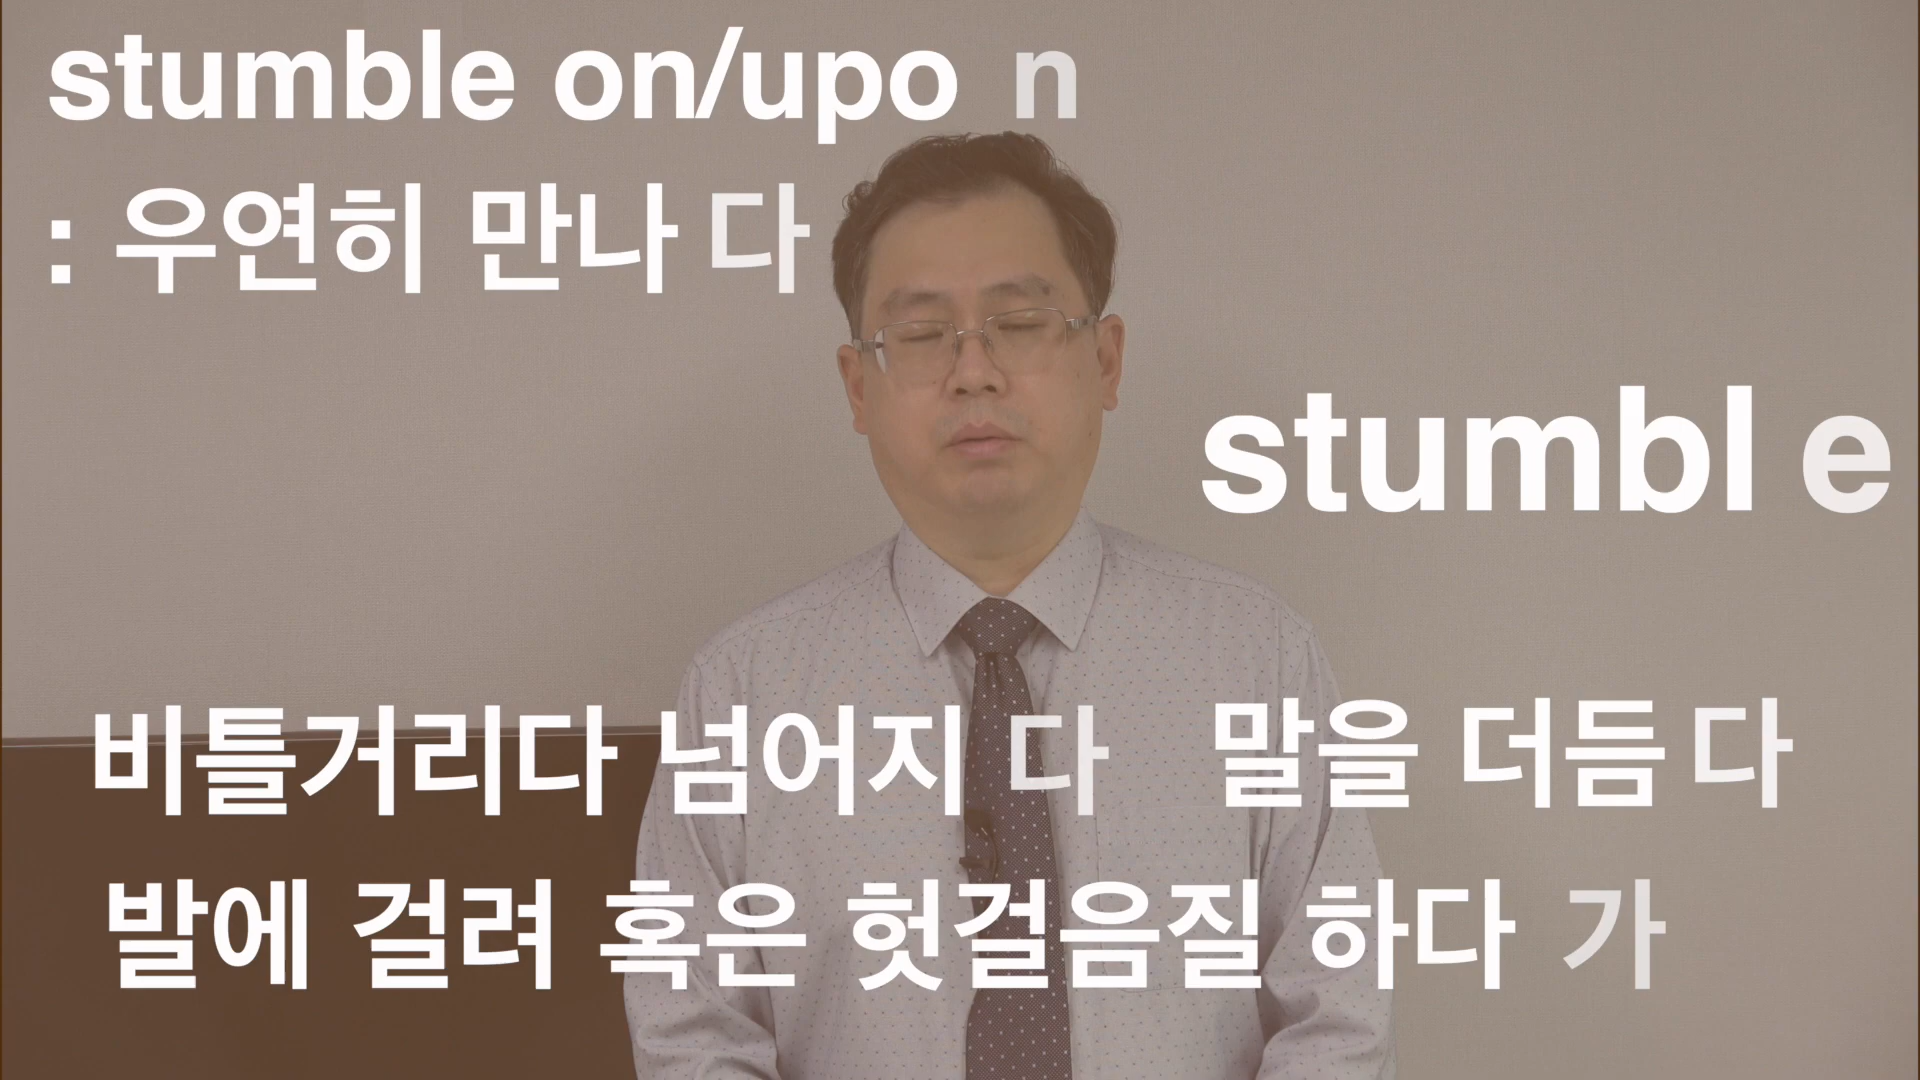 stumble on/upon
: 우연히 만나다
stumble
비틀거리다 넘어지다
말을 더듬다
발에 걸려 혹은 헛걸음질 하다가